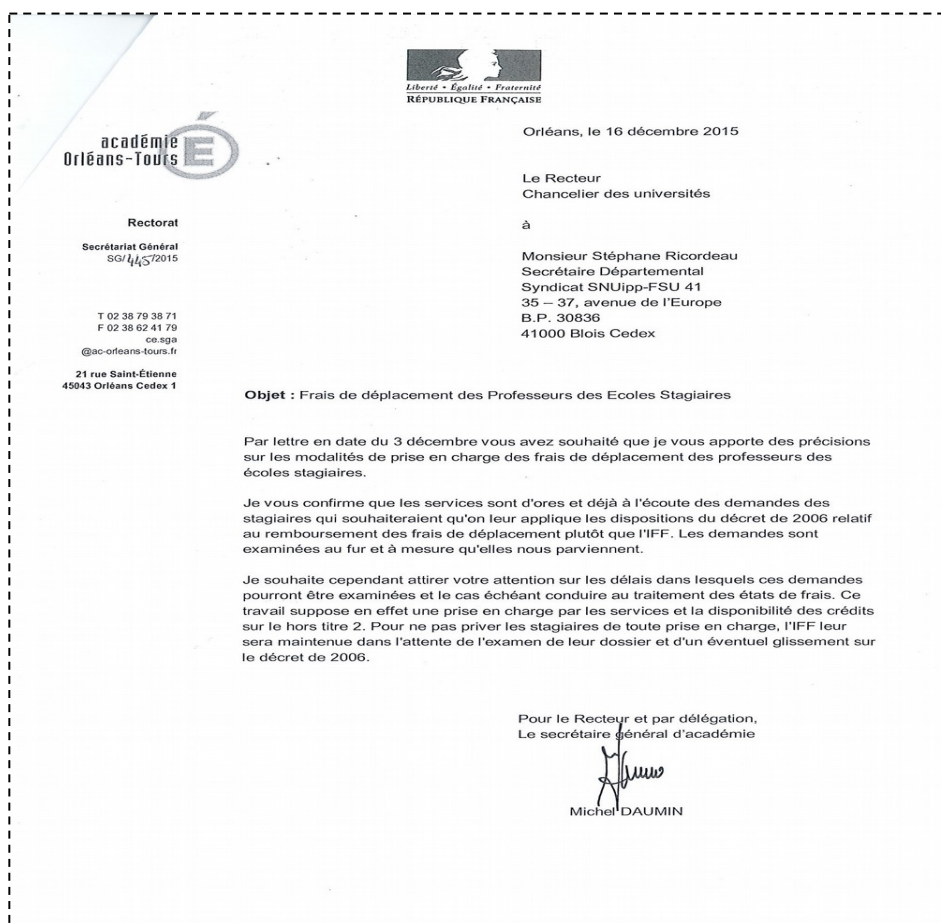 Liberté • Égalité • Fraternité
RÉPUBLIQUE FRANÇAISE
académie
Orléans-Tours
É
Rectorat
Secrétariat Général
SG/445/2015
T 02 38 79 38 71
F 02 38 62 41 79
ce.sga
@ac-orleans-tours.fr
21 rue Saint-Étienne
45043 Orléans Cedex 1
Orléans, le 16 décembre 2015
Le Recteur
Chancelier des universités
à
Monsieur Stéphane Ricordeau
Secrétaire Départemental
Syndicat SNUipp-FSU 41
35 – 37, avenue de l'Europe
B.P. 30836
41000 Blois Cedex
Objet : Frais de déplacement des Professeurs des Ecoles Stagiaires
Par lettre en date du 3 décembre vous avez souhaité que je vous apporte des précisions
sur les modalités de prise en charge des frais de déplacement des professeurs des
écoles stagiaires.
Je vous confirme que les services sont d'ores et déjà à l'écoute des demandes des
stagiaires qui souhaiteraient qu'on leur applique les dispositions du décret de 2006 relatif
au remboursement des frais de déplacement plutôt que l'IFF. Les demandes sont
examinées au fur et à mesure qu'elles nous parviennent.
Je souhaite cependant attirer votre attention sur les délais dans lesquels ces demandes
pourront être examinées et le cas échéant conduire au traitement des états de frais. Ce
travail suppose en effet une prise en charge par les services et la disponibilité des crédits
sur le hors titre 2. Pour ne pas priver les stagiaires de toute prise en charge, l'IFF leur
sera maintenue dans l'attente de l'examen de leur dossier et d'un éventuel glissement sur
le décret de 2006.
Pour le Recteur et par délégation,
Le secrétaire général d'académie
Michel DAUMIN